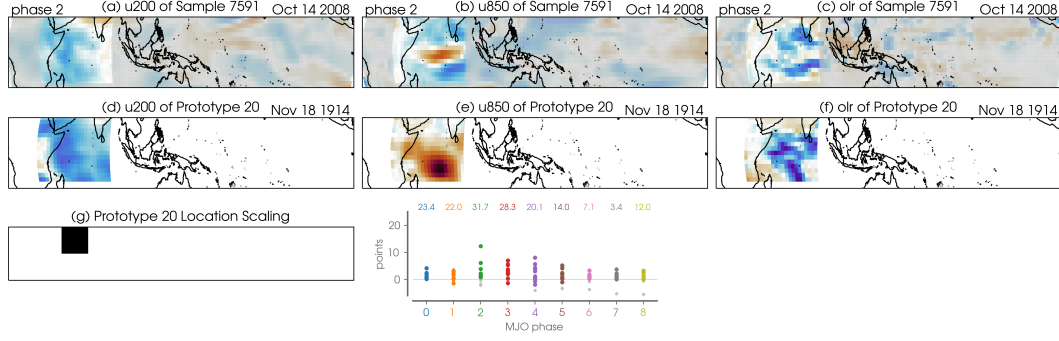 phase 2 (a) u200 of Sample 7591 Oct 14 2008
phase 2 (b) u850 of Sample 7591 Oct 14 2008
phase 2 (c) olr of Sample 7591 Oct 14 2008
(d) u200 of Prototype 20 Nov 18 1914
(e) u850 of Prototype 20 Nov 18 1914
(f) olr of Prototype 20 Nov 18 1914
(g) Prototype 20 Location Scaling
23.4 22.0 31.7 28.3 20.1 14.0 7.1 3.4 12.0
points
20
10
0
0 1 2 3 4 5 6 7 8
MJO phase